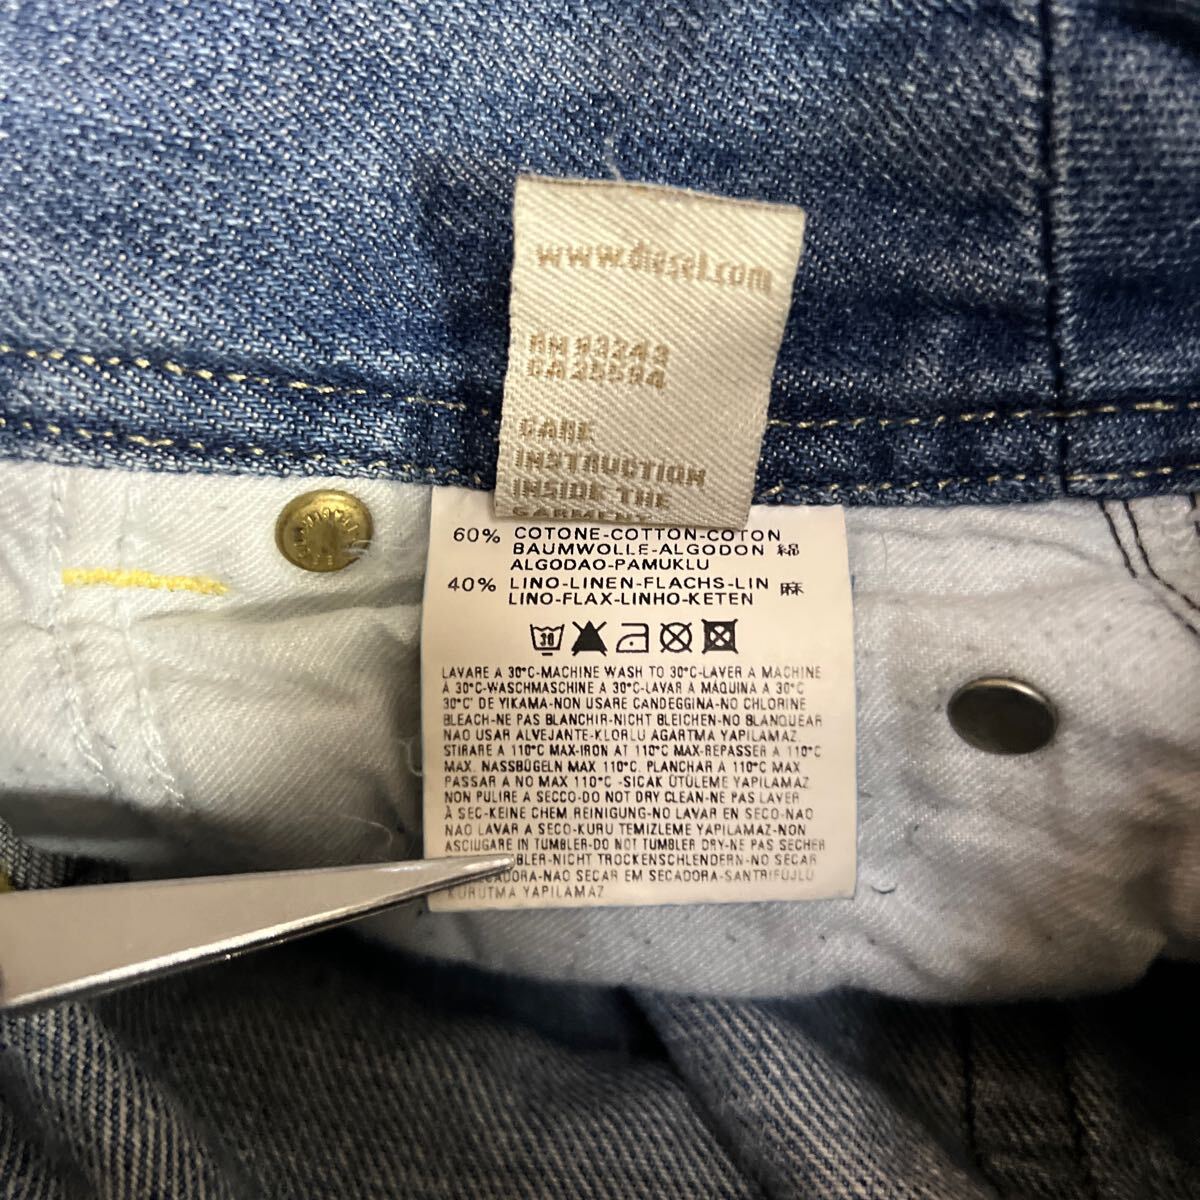 www.diesel.com
RN 93243
CA25594
CARE
INSTRUCTION
INSIDE THE
GARMENT
60% COTONE-COTTON-COTON
BAUMWOLLE-ALGODON 綿
ALGODAO-PAMUKLU
40% LINO-LINEN-FLACHS-LIN 麻
LINO-FLAX-LINHO-KETEN
30
LAVARE A 30°C-MACHINE WASH TO 30°C-LAVER A MACHINE
A 30°C-WASCHMASCHINE A 30°C-LAVAR A MÁQUINA A 30°C
30°C' DE YIKAMA-NON USARE CANDEGGINA-NO CHLORINE
BLEACH-NE PAS BLANCHIR-NICHT BLEICHEN-NO BLANQUEAR
NAO USAR ALVEJANTE-KLORLU AGARTMA YAPILAMAZ
STIRARE A 110°C MAX-IRON AT 110°C MAX-REPASSER A 110°C
MAX. NASSBÜGELN MAX 110°C. PLANCHAR A 110°C MAX
PASSAR A NO MAX 110°C -SICAK ÜTÜLEME YAPILAMAZ
NON PULIRE A SECCO-DO NOT DRY CLEAN-NE PAS LAVER
À SEC-KEINE CHEM.REINIGUNG-NO LAVAR EN SECO-NAO
NAO LAVAR A SECO-KURU TEMIZLEME YAPILAMAZ-NON
ASCIUGARE IN TUMBLER-DO NOT TUMBLER DRY-NE PAS SECHER
BLER-NICHT TROCKENSCHLENDERN-NO SECAR
CADORA-NAO SECAR EM SECADORA-SANTRIFÜJLÜ
KURUTMA YAPILAMAZ